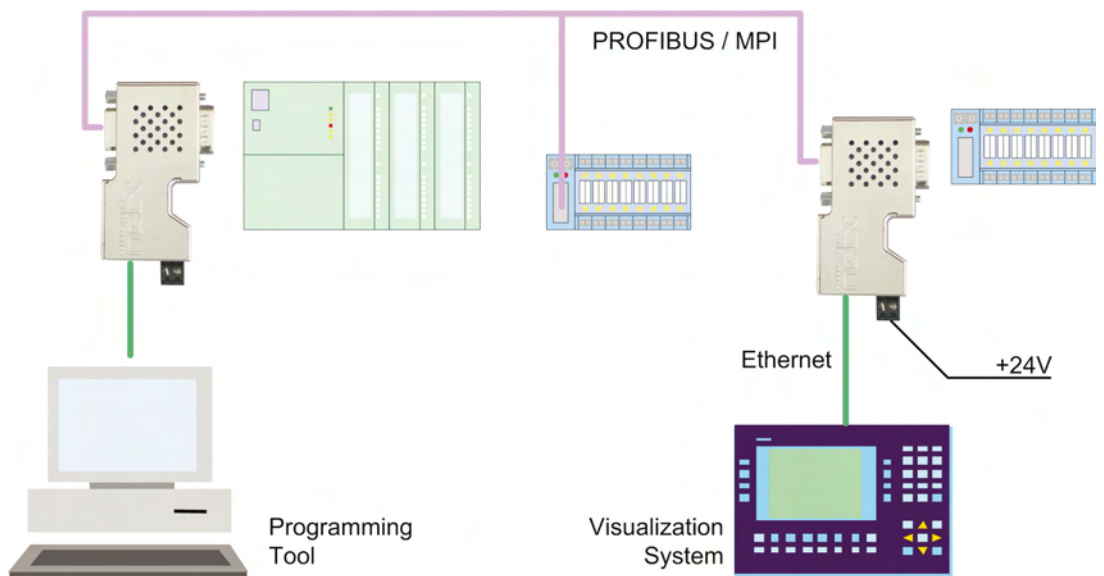 PROFIBUS / MPI
Ethernet
+24V
Programming
Tool
Visualization
System